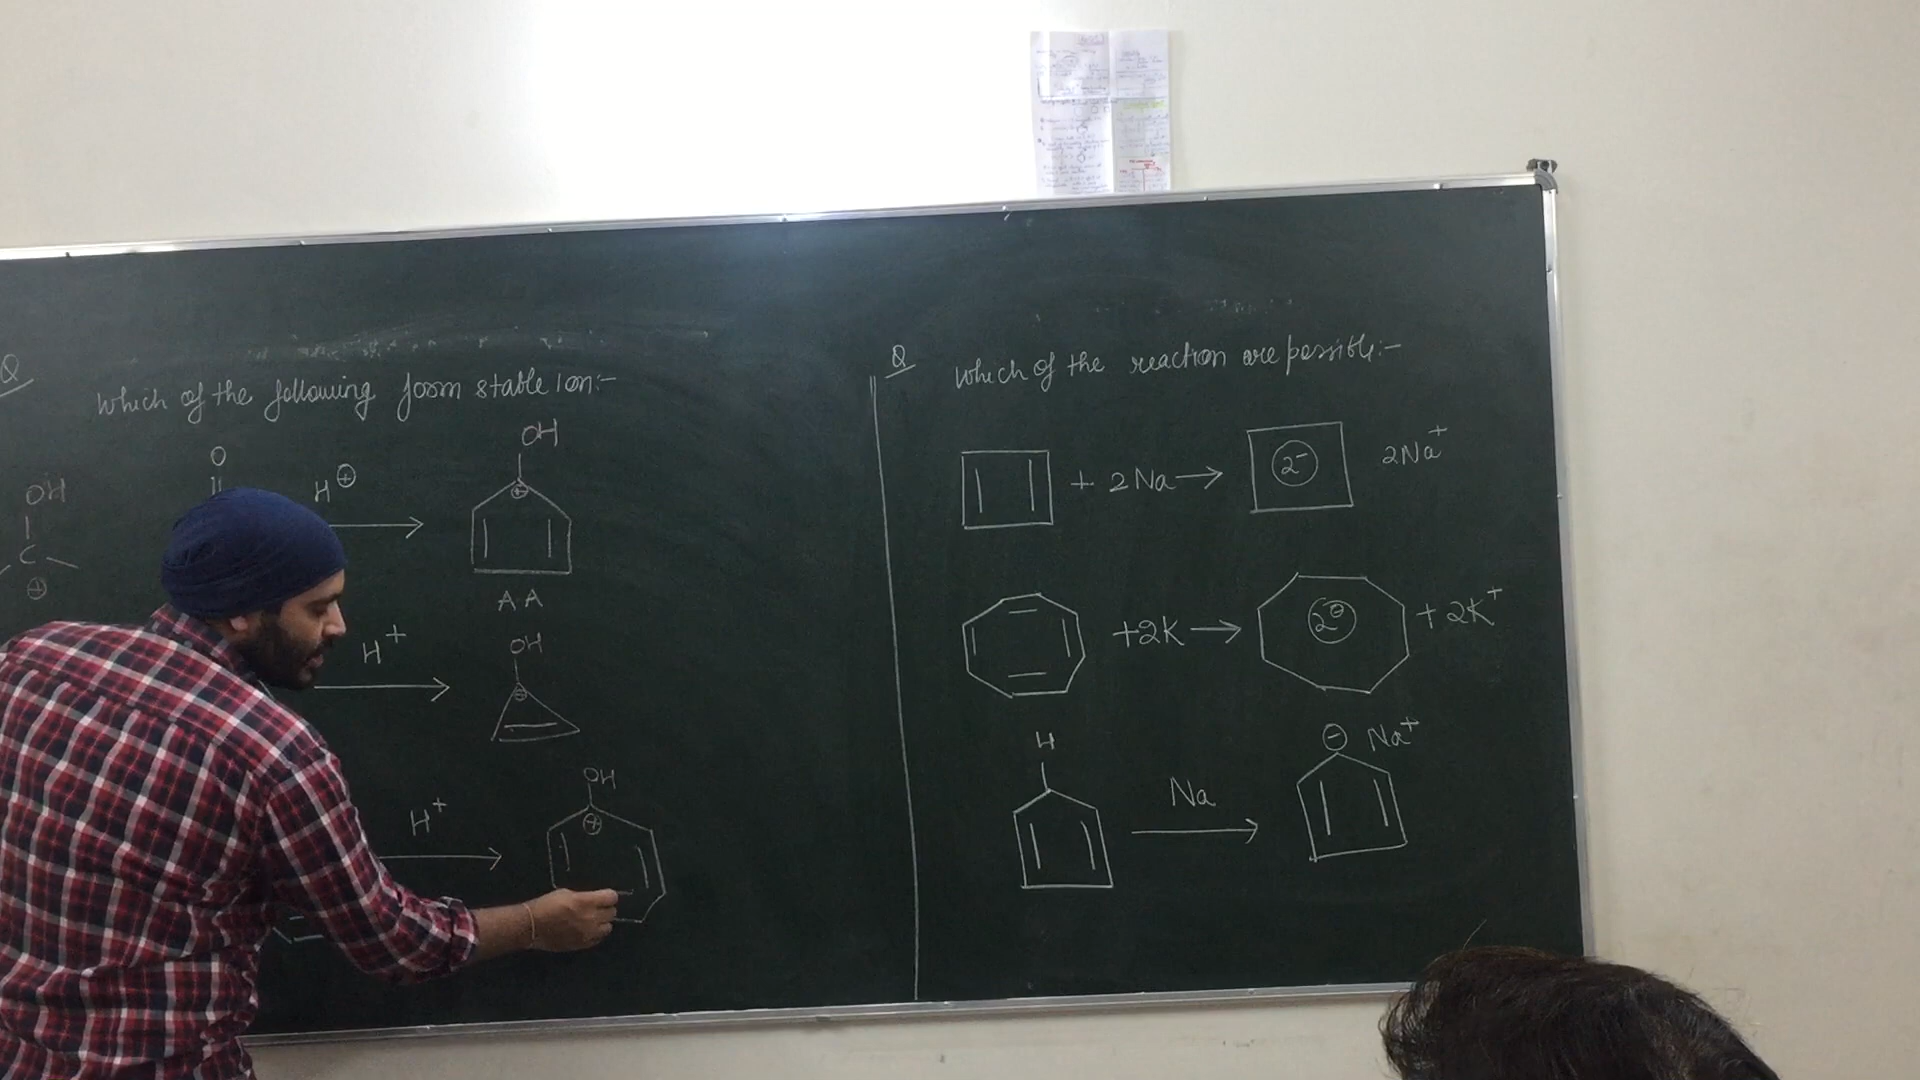 Q Which of the following form stable ion:-
OH
C
⊕
O
H⊕
OH
⊕
AA
H+
OH
⊕
H+
OH
⊕
Q Which of the reaction are possible:-
+ 2Na → 2- 2Na+
+2K → 2⊖ + 2K+
H
Na
⊖ Na+